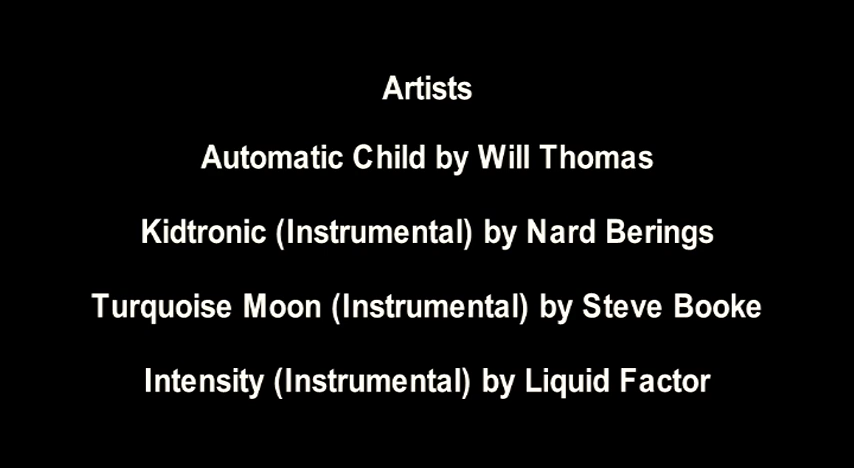 Artists
Automatic Child by Will Thomas
Kidtronic (Instrumental) by Nard Berings
Turquoise Moon (Instrumental) by Steve Booke
Intensity (Instrumental) by Liquid Factor